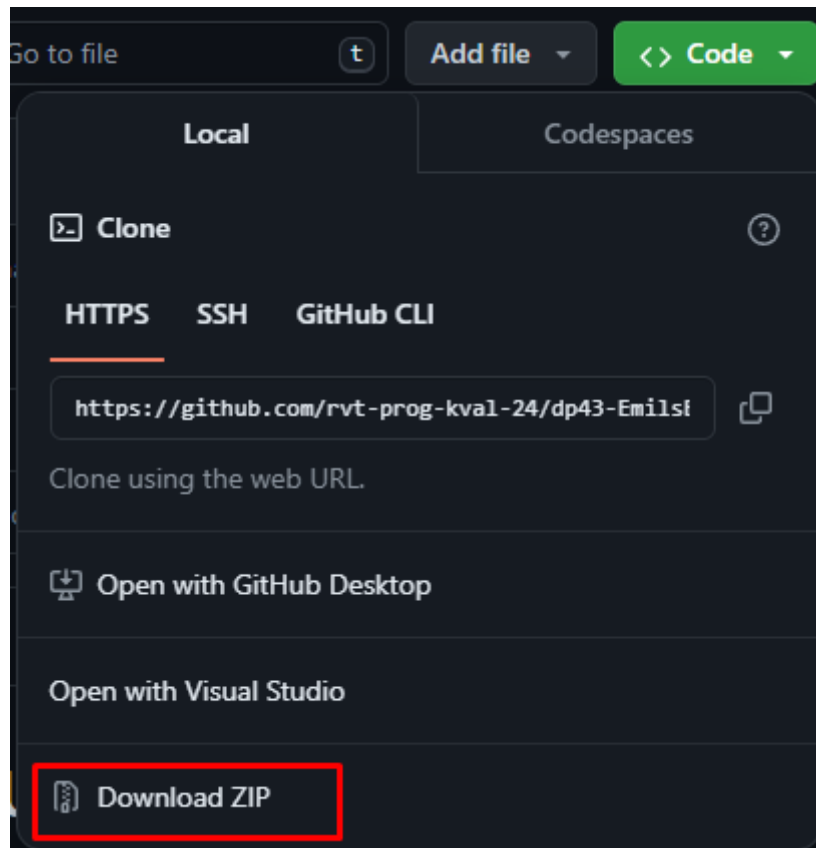 Go to file t Add file <> Code
Local Codespaces
Clone
HTTPS SSH GitHub CLI
https://github.com/rvt-prog-kval-24/dp43-Emils
Clone using the web URL.
Open with GitHub Desktop
Open with Visual Studio
Download ZIP